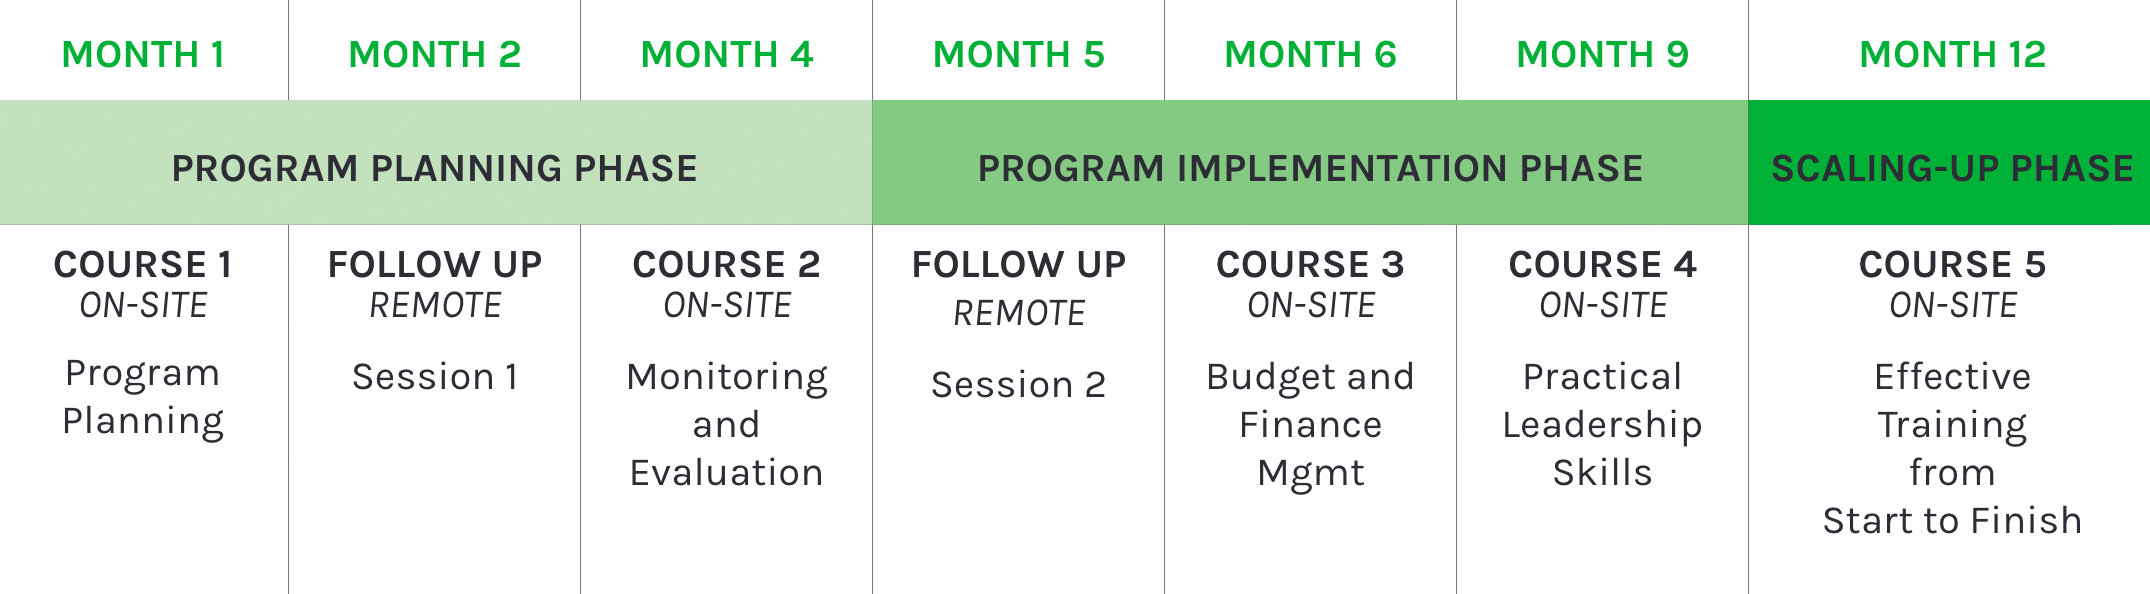 MONTH 1
MONTH 2
MONTH 4
MONTH 5
MONTH 6
MONTH 9
MONTH 12
PROGRAM PLANNING PHASE
PROGRAM IMPLEMENTATION PHASE
SCALING-UP PHASE
COURSE 1
ON-SITE
Program
Planning
FOLLOW UP
REMOTE
Session 1
COURSE 2
ON-SITE
Monitoring
and
Evaluation
FOLLOW UP
REMOTE
Session 2
COURSE 3
ON-SITE
Budget and
Finance
Mgmt
COURSE 4
ON-SITE
Practical
Leadership
Skills
COURSE 5
ON-SITE
Effective
Training
from
Start to Finish